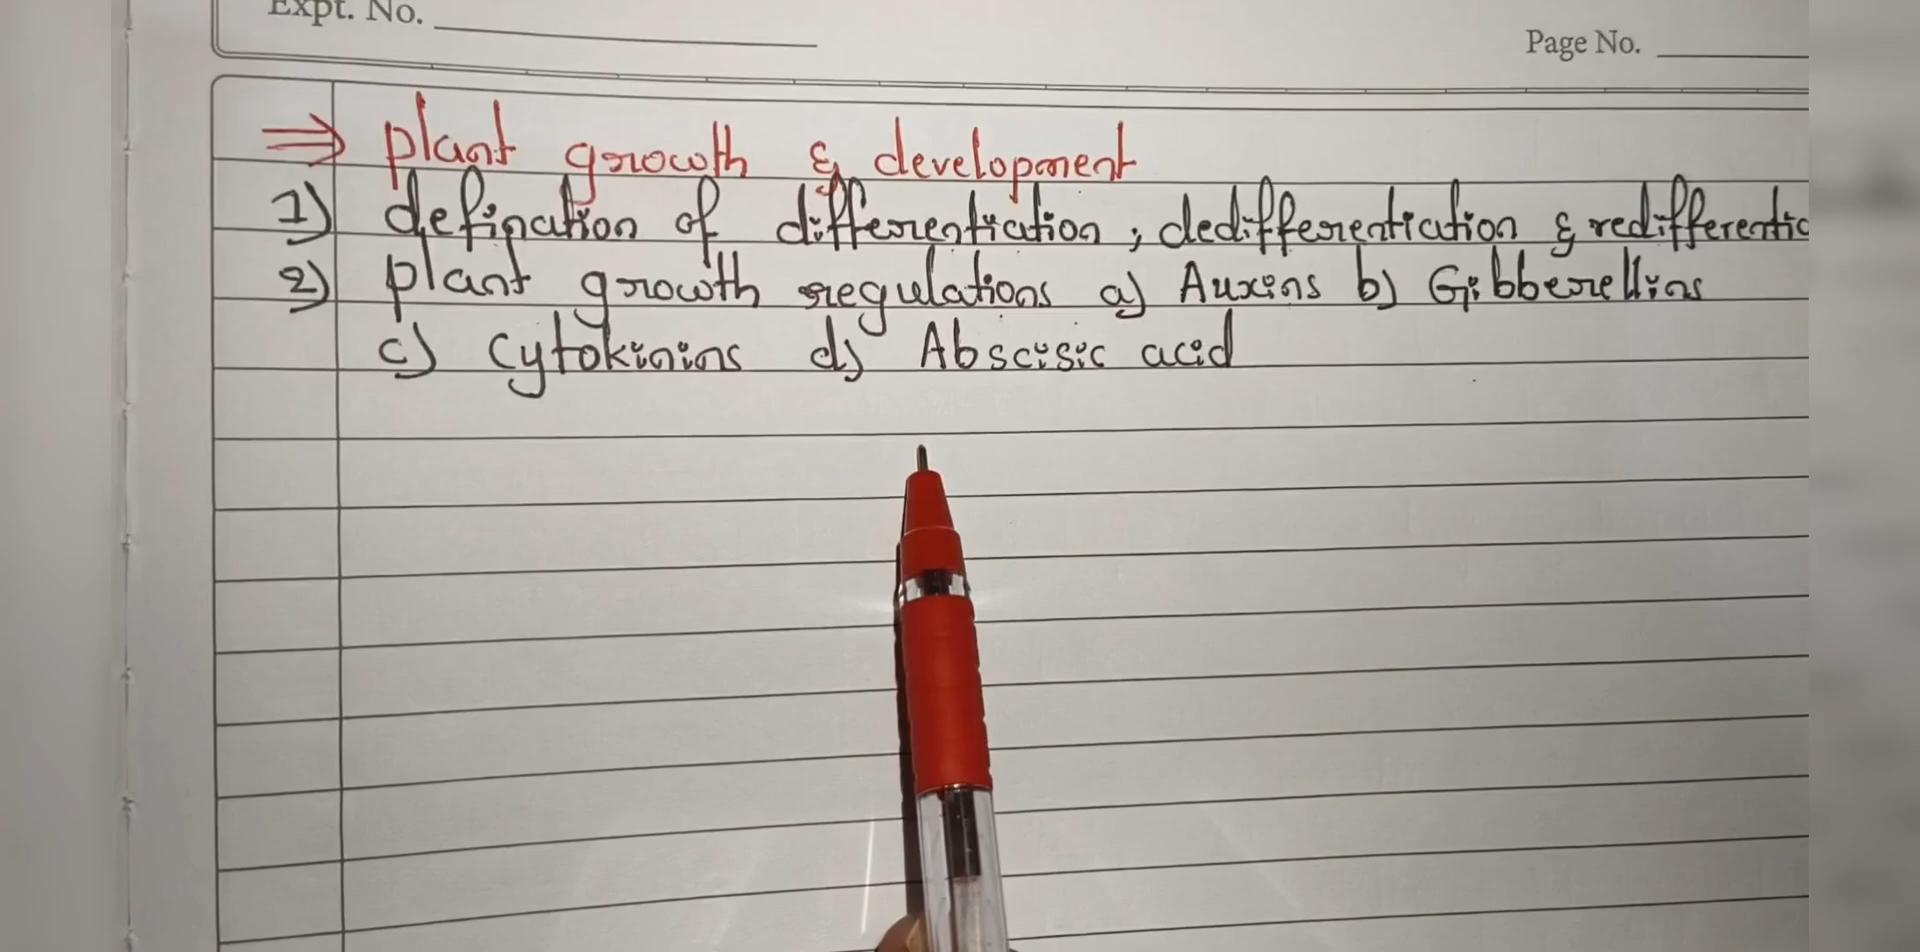 Expt. No.
Page No.
⇒ plant growth & development
1) defination of differentiation, dedifferentiation & redifferentia
2) plant growth regulations a) Auxins b) Gibberellins
c) cytokinins d) Abscisic acid